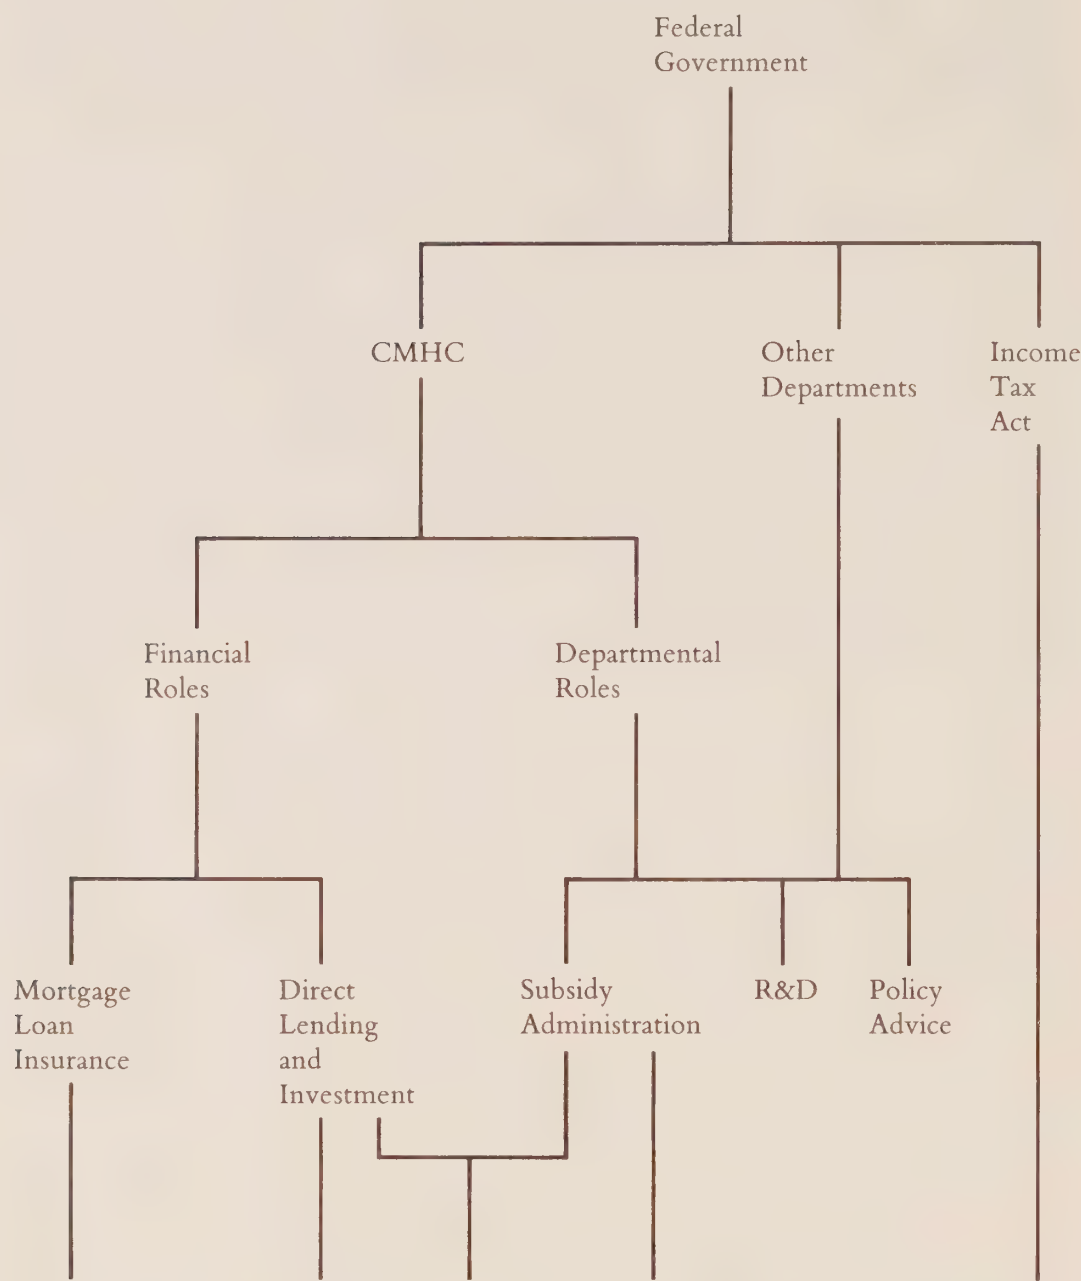 Federal
Government
CMHC
Other
Departments
Income
Tax
Act
Financial
Roles
Departmental
Roles
Mortgage
Loan
Insurance
Direct
Lending
and
Investment
Subsidy
Administration
R&D
Policy
Advice